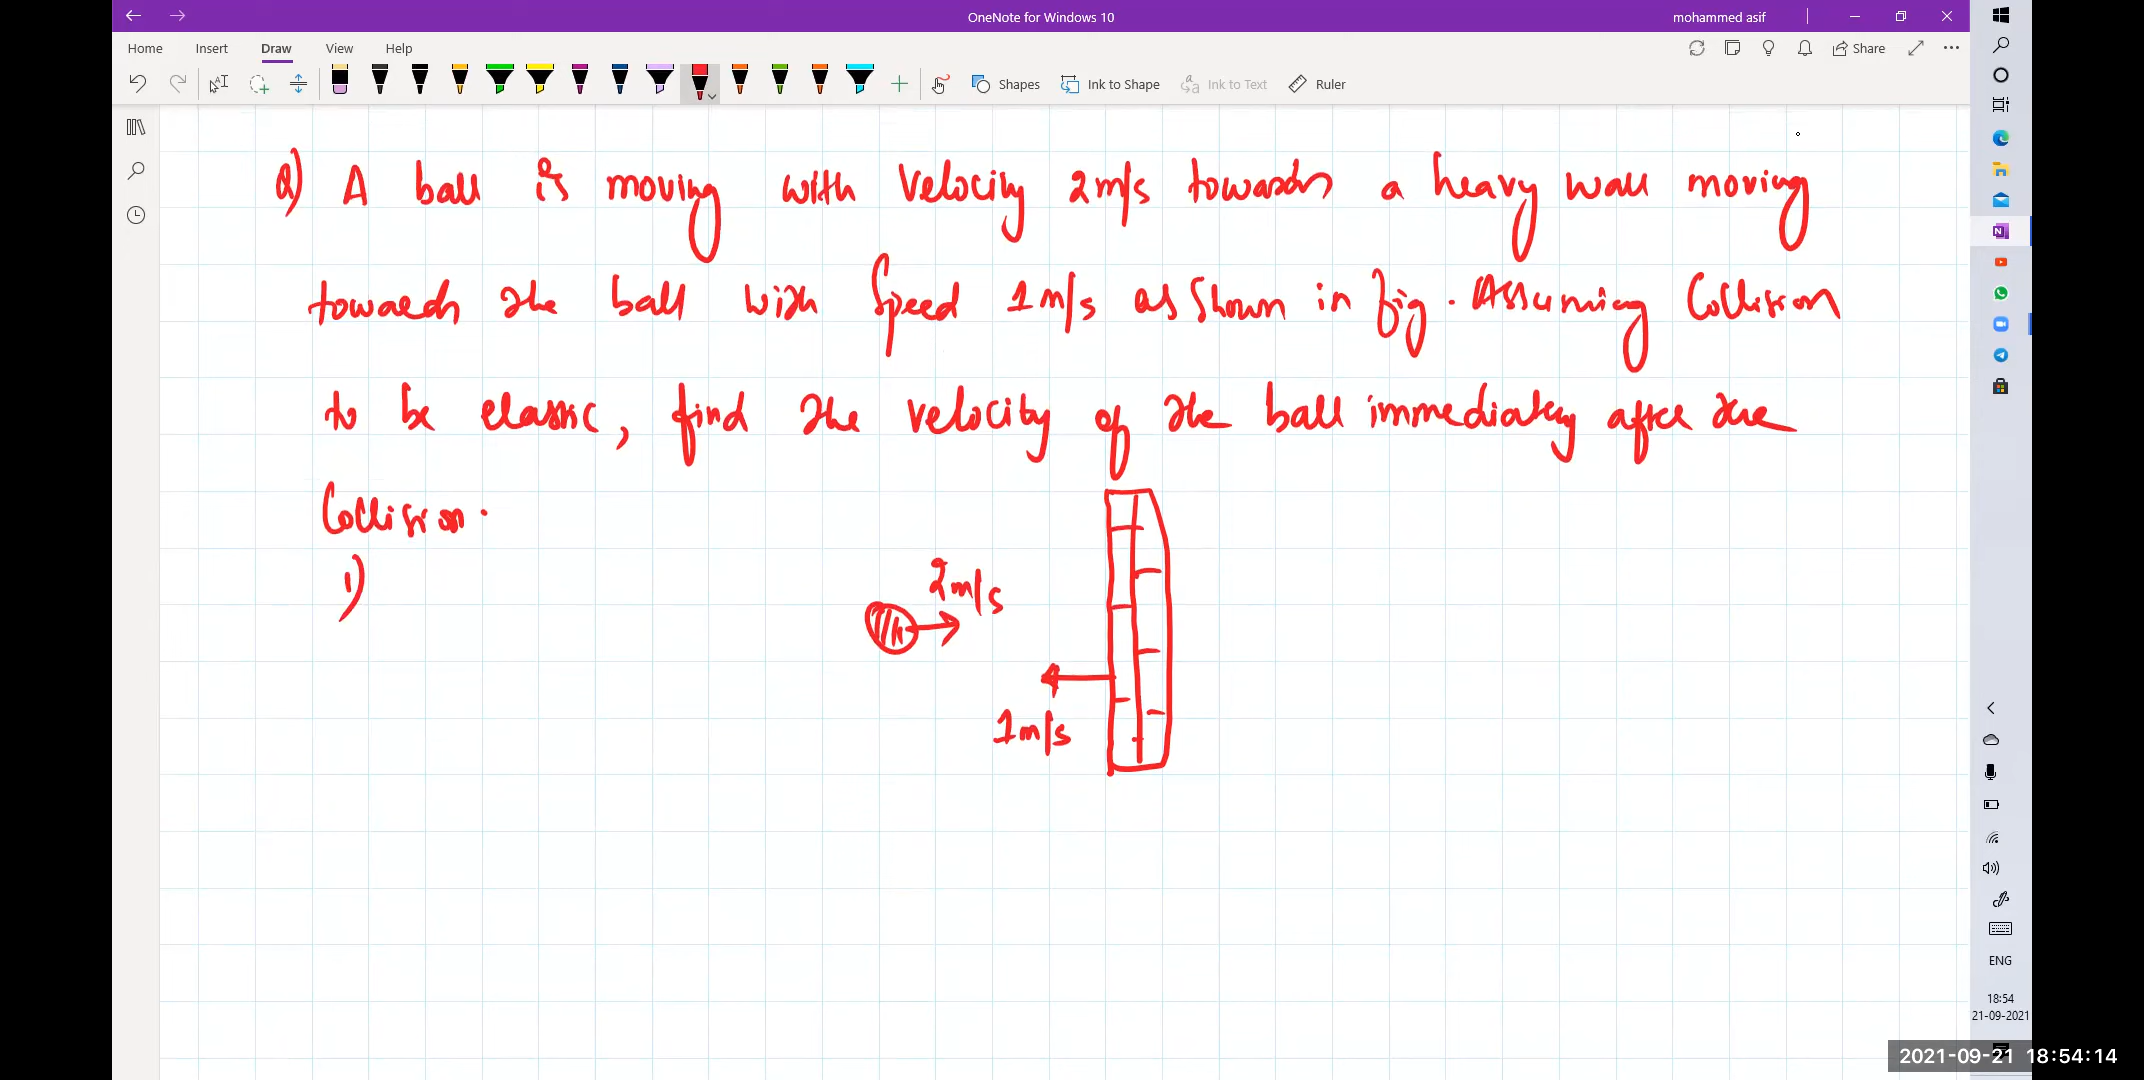 OneNote for Windows 10
mohammed asif
Home Insert Draw View Help
Share
Shapes Ink to Shape Ink to Text Ruler
Q) A ball is moving with velocity 2m/s towards a heavy wall moving
towards the ball with speed 1m/s as shown in fig. Assuming Collision
to be elastic, find the velocity of the ball immediately after the
Collision.
1)
2m/s
1m/s
ENG
18:54
21-09-2021
2021-09-21 18:54:14